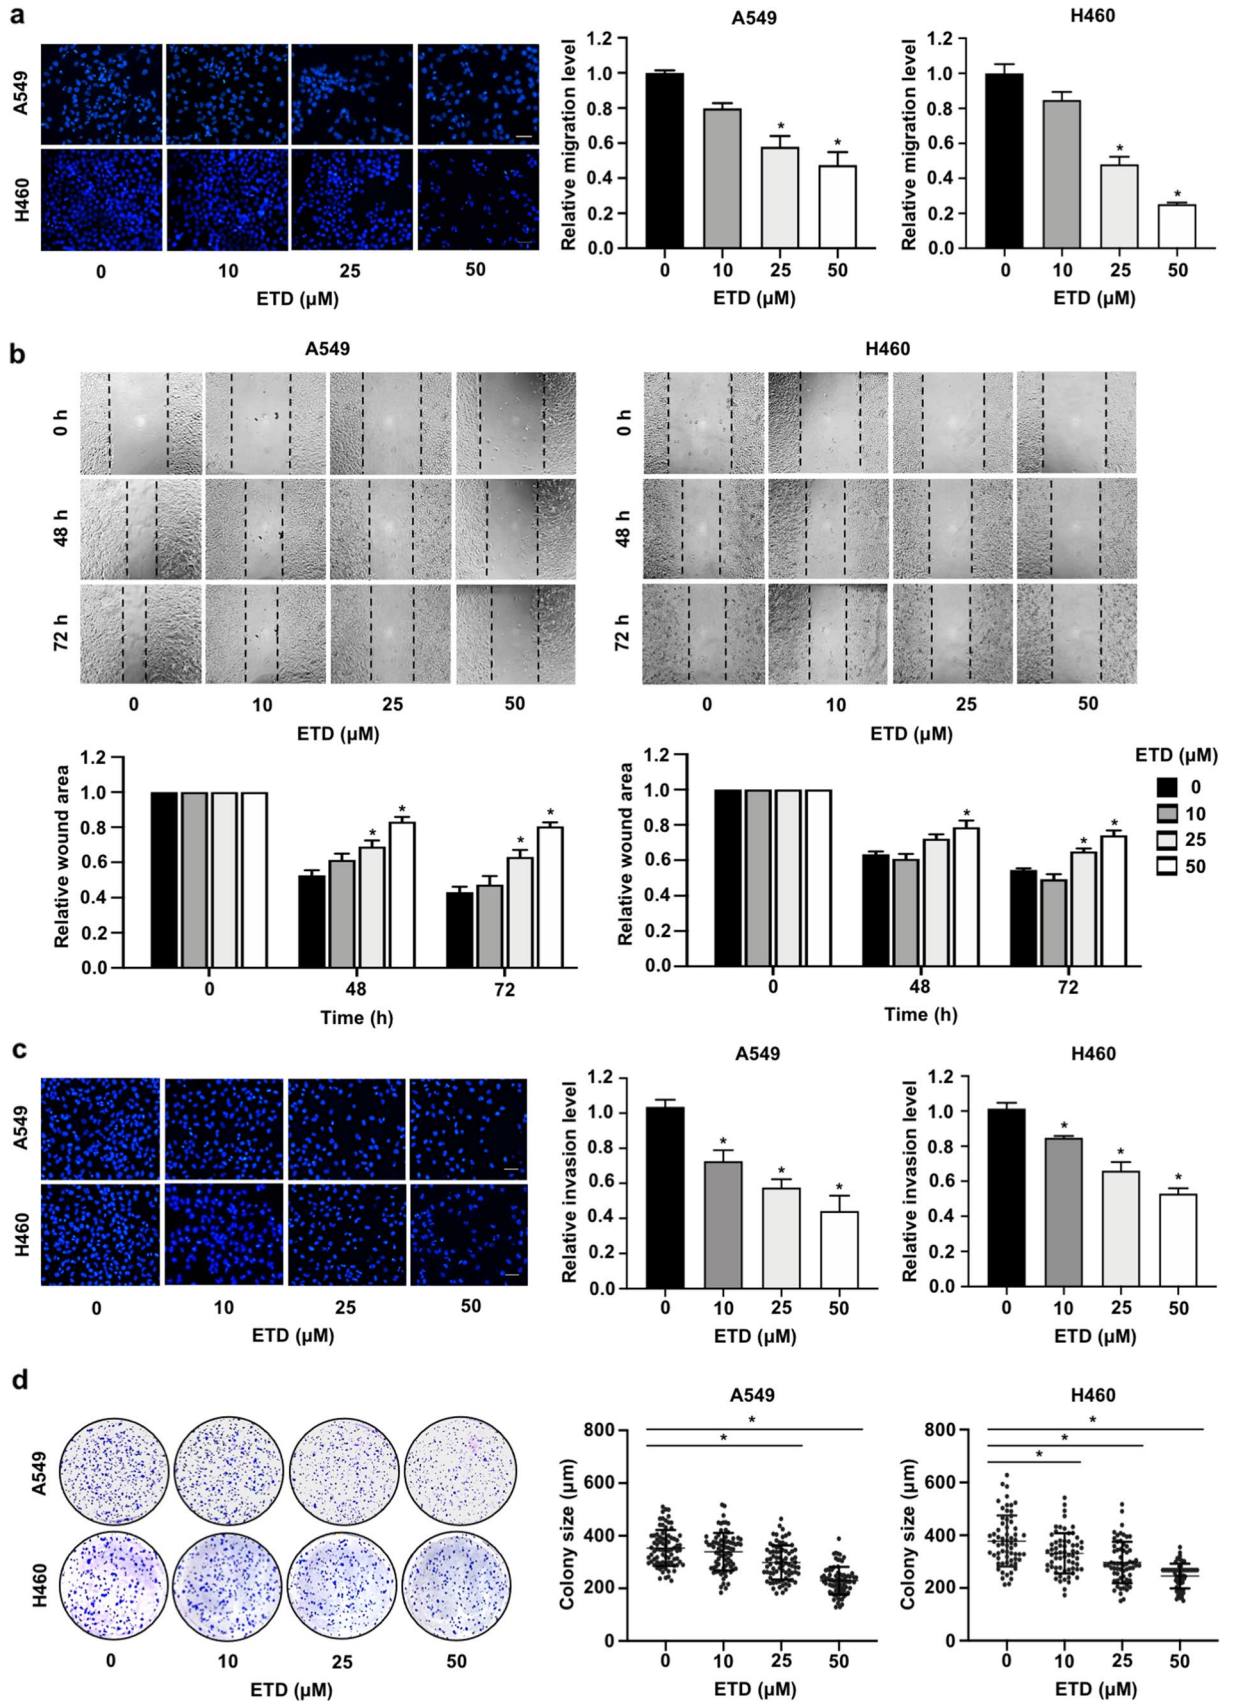 a
A549
H460
0 10 25 50
ETD (µM)
A549
Relative migration level
1.2
1.0
0.8
0.6
0.4
0.2
0.0
* *
0 10 25 50
ETD (µM)
H460
Relative migration level
1.2
1.0
0.8
0.6
0.4
0.2
0.0
* *
0 10 25 50
ETD (µM)
b
A549
0 h
48 h
72 h
0 10 25 50
ETD (µM)
H460
0 h
48 h
72 h
0 10 25 50
ETD (µM)
Relative wound area
1.2
1.0
0.8
0.6
0.4
0.2
0.0
* * * *
0 48 72
Time (h)
Relative wound area
1.2
1.0
0.8
0.6
0.4
0.2
0.0
* * *
0 48 72
Time (h)
ETD (µM)
0
10
25
50
c
A549
H460
0 10 25 50
ETD (µM)
A549
Relative invasion level
1.2
1.0
0.8
0.6
0.4
0.2
0.0
* * *
0 10 25 50
ETD (µM)
H460
Relative invasion level
1.2
1.0
0.8
0.6
0.4
0.2
0.0
* * *
0 10 25 50
ETD (µM)
d
A549
H460
0 10 25 50
ETD (µM)
A549
Colony size (µm)
800
600
400
200
0
*
*
0 10 25 50
ETD (µM)
H460
Colony size (µm)
800
600
400
200
0
*
*
*
0 10 25 50
ETD (µM)